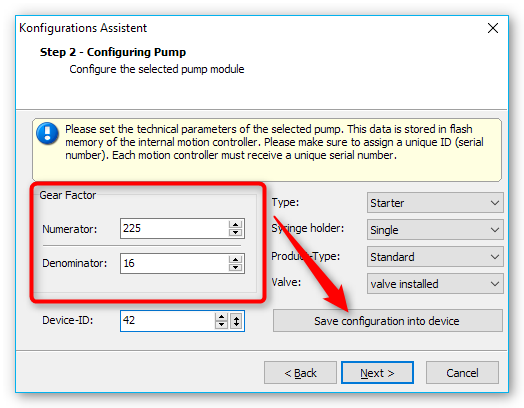 Konfigurations Assistent
Step 2 - Configuring Pump
Configure the selected pump module
Please set the technical parameters of the selected pump. This data is stored in flash
memory of the internal motion controller. Please make sure to assign a unique ID (serial
number). Each motion controller must receive a unique serial number.
Gear Factor
Numerator: 225
Denominator: 16
Device-ID: 42
Type: Starter
Syringe holder: Single
Product-Type: Standard
Valve: valve installed
Save configuration into device
< Back Next > Cancel